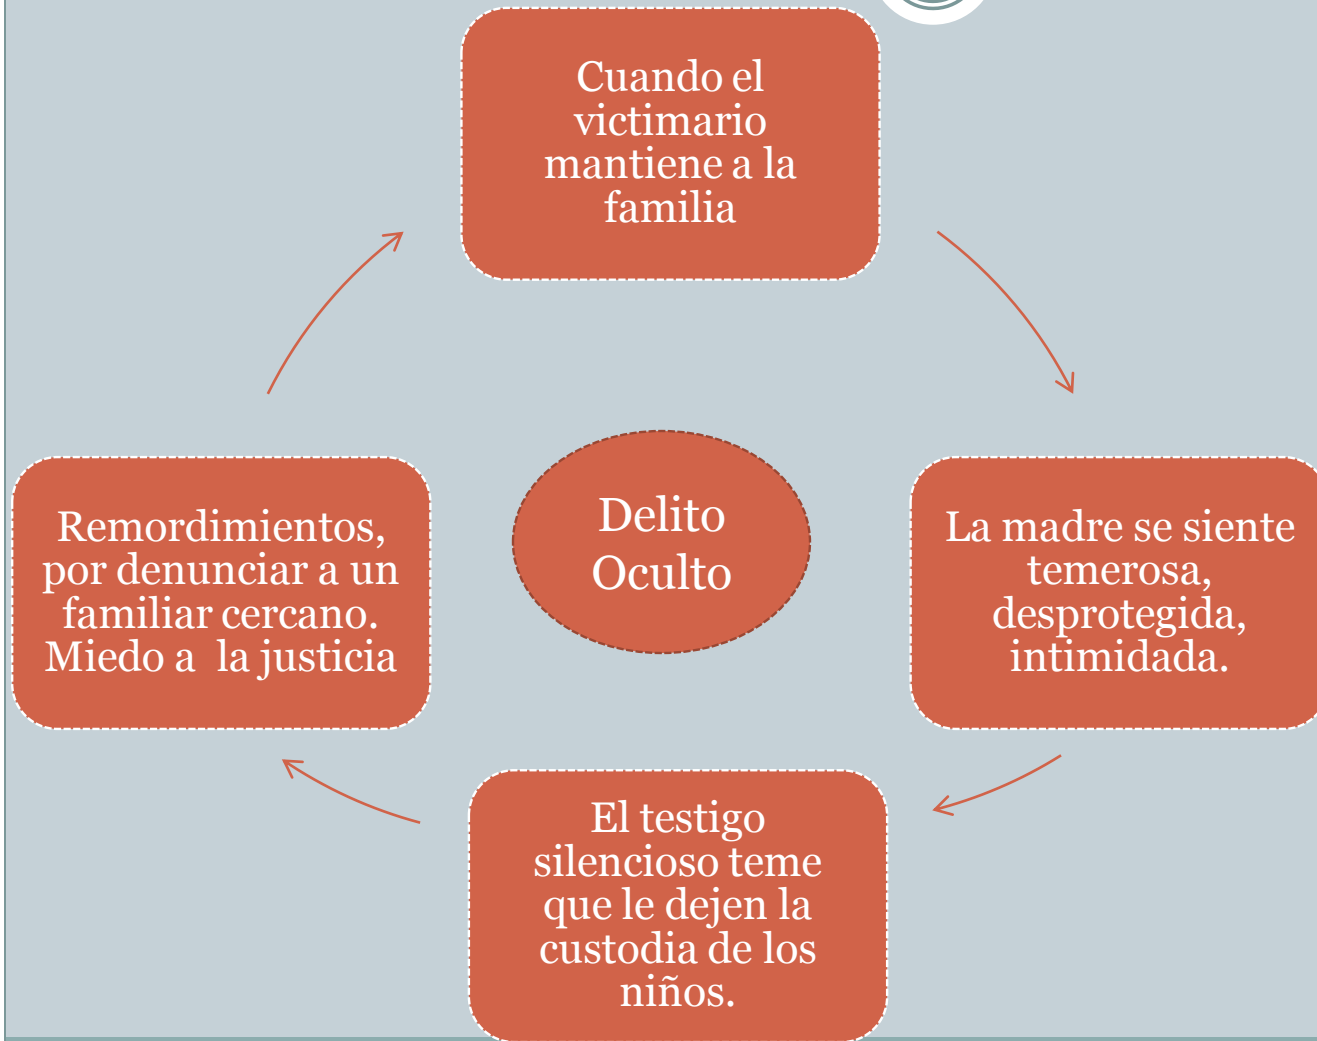 Cuando el
victimario
mantiene a la
familia
La madre se siente
temerosa,
desprotegida,
intimidada.
El testigo
silencioso teme
que le dejen la
custodia de los
niños.
Remordimientos,
por denunciar a un
familiar cercano.
Miedo a  la justicia
Delito
Oculto